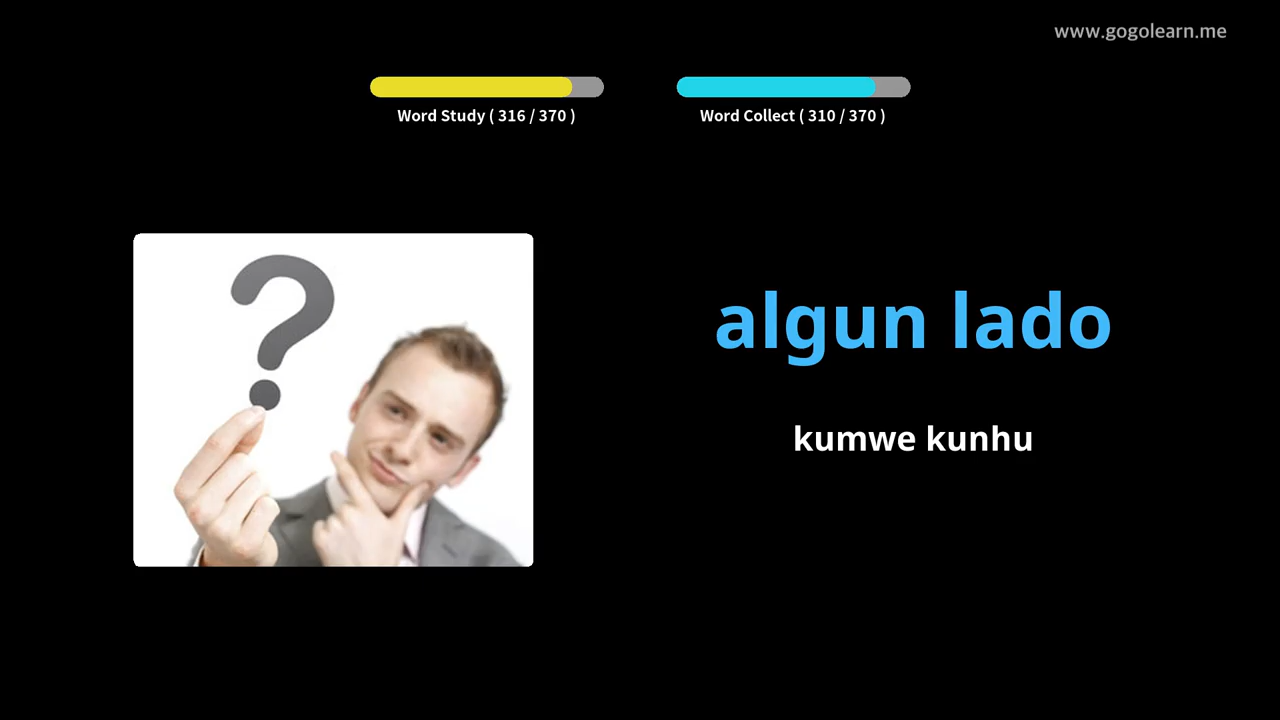 www.gogolearn.me
Word Study ( 316 / 370 )
Word Collect ( 310 / 370 )
algun lado
kumwe kunhu